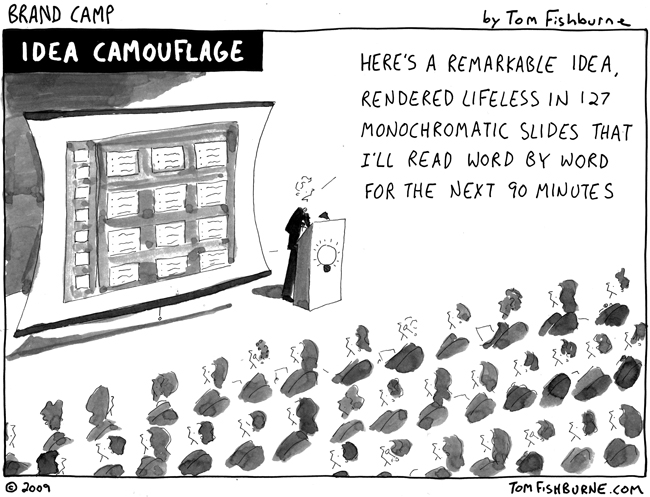 BRAND CAMP
by Tom Fishburne
IDEA CAMOUFLAGE
HERE'S A REMARKABLE IDEA,
RENDERED LIFELESS IN 127
MONOCHROMATIC SLIDES THAT
I'LL READ WORD BY WORD
FOR THE NEXT 90 MINUTES
© 2009
TOMFISHBURNE.COM